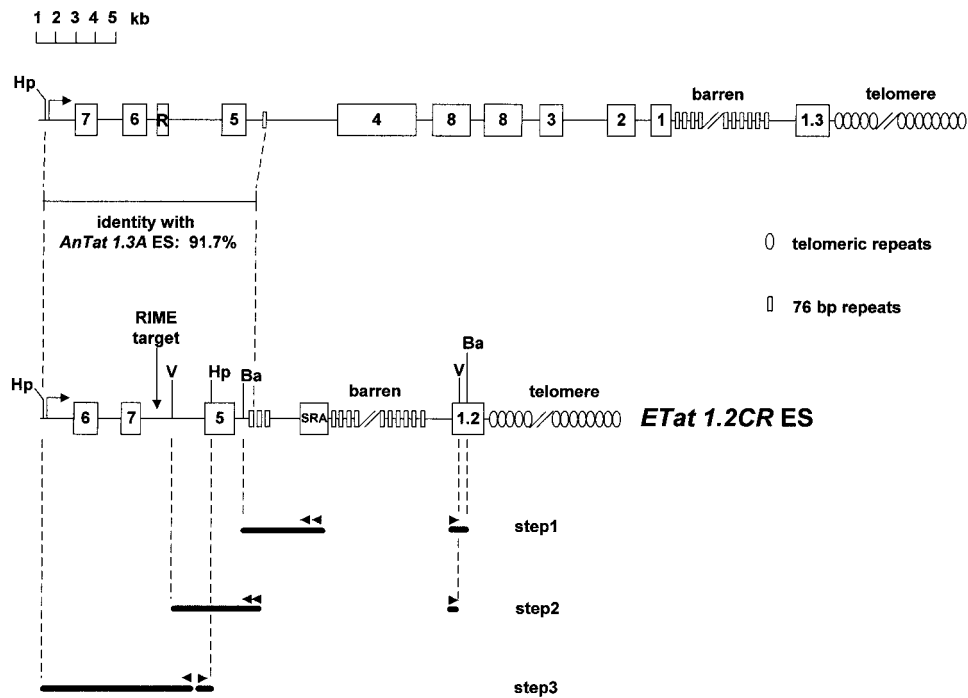 1 2 3 4 5 kb
Hp
7 6 R 5 4 8 8 3 2 1 barren 1.3 telomere
identity with
AnTat 1.3A ES: 91.7%
telomeric repeats
76 bp repeats
RIME
target
Hp V Hp Ba barren V Ba telomere
6 7 5 SRA 1.2 ETat 1.2CR ES
step1
step2
step3